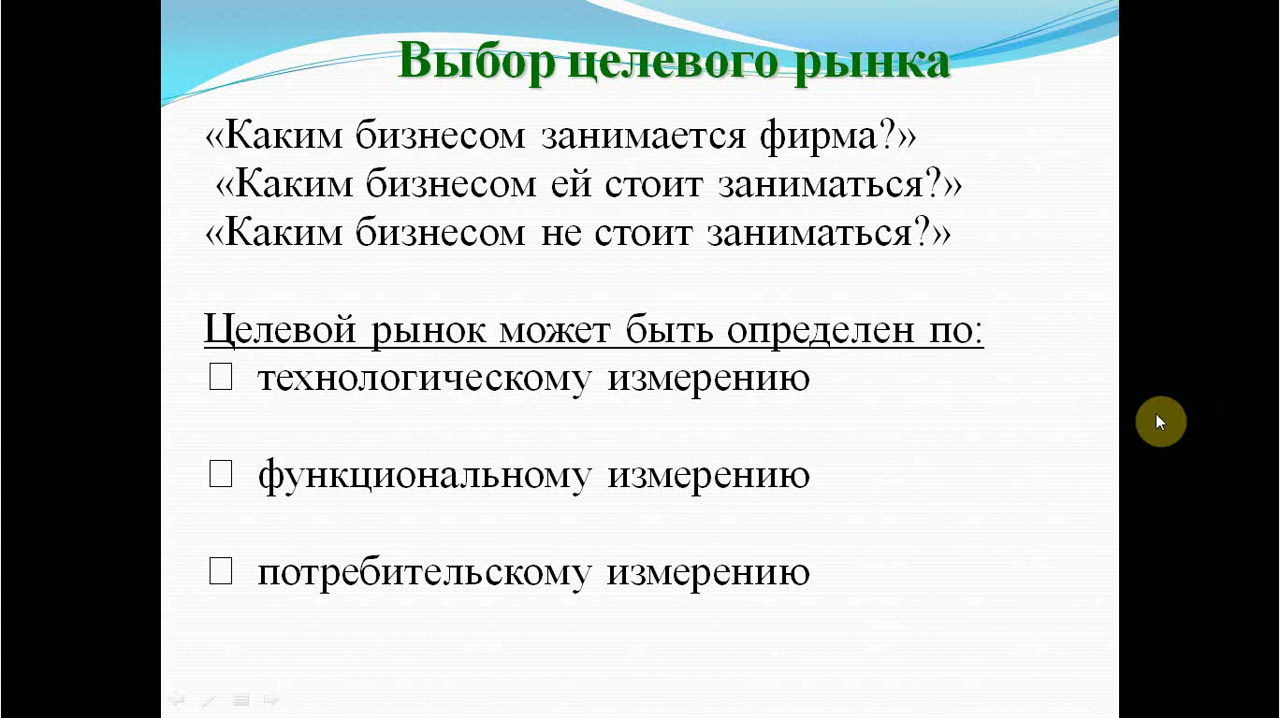 Выбор целевого рынка
«Каким бизнесом занимается фирма?»
«Каким бизнесом ей стоит заниматься?»
«Каким бизнесом не стоит заниматься?»
Целевой рынок может быть определен по:
□ технологическому измерению
□ функциональному измерению
□ потребительскому измерению